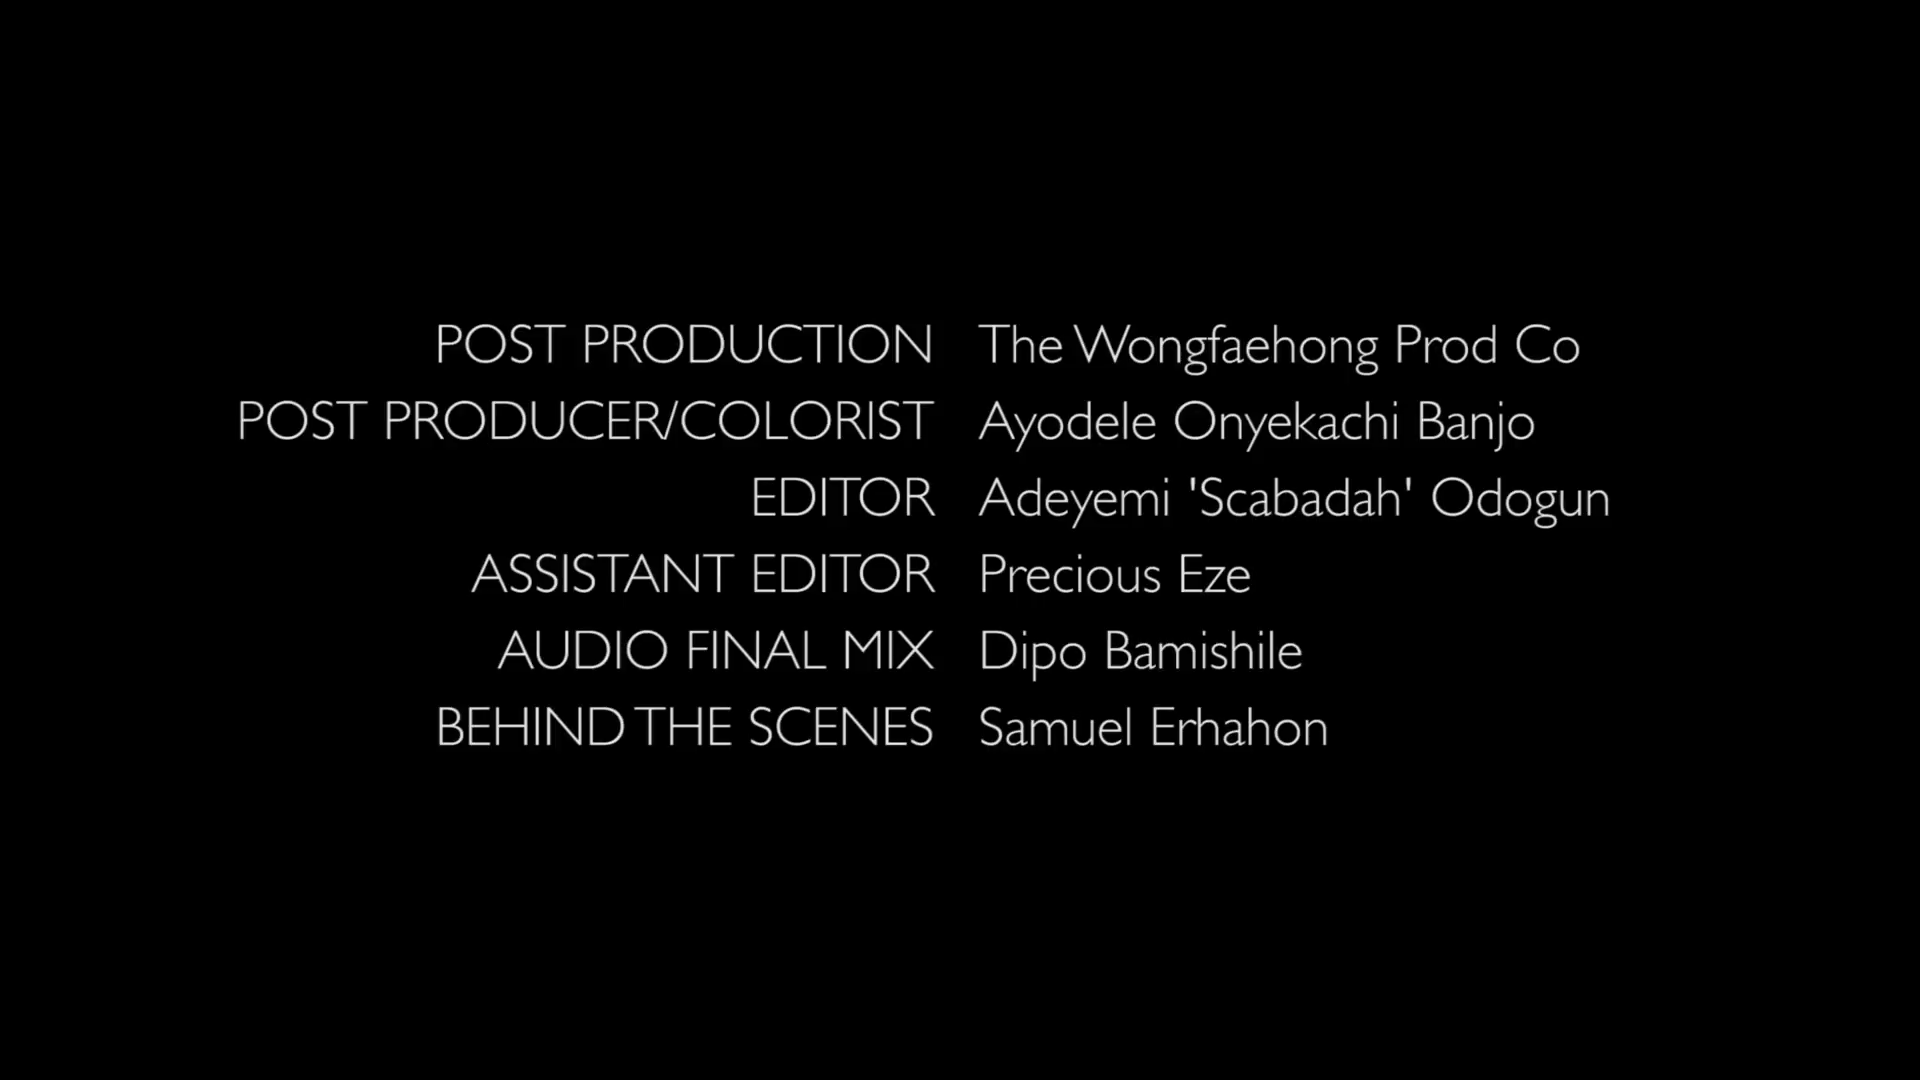 POST PRODUCTION The Wongfaehong Prod Co
POST PRODUCER/COLORIST Ayodele Onyekachi Banjo
EDITOR Adeyemi 'Scabadah' Odogun
ASSISTANT EDITOR Precious Eze
AUDIO FINAL MIX Dipo Bamishile
BEHIND THE SCENES Samuel Erhahon